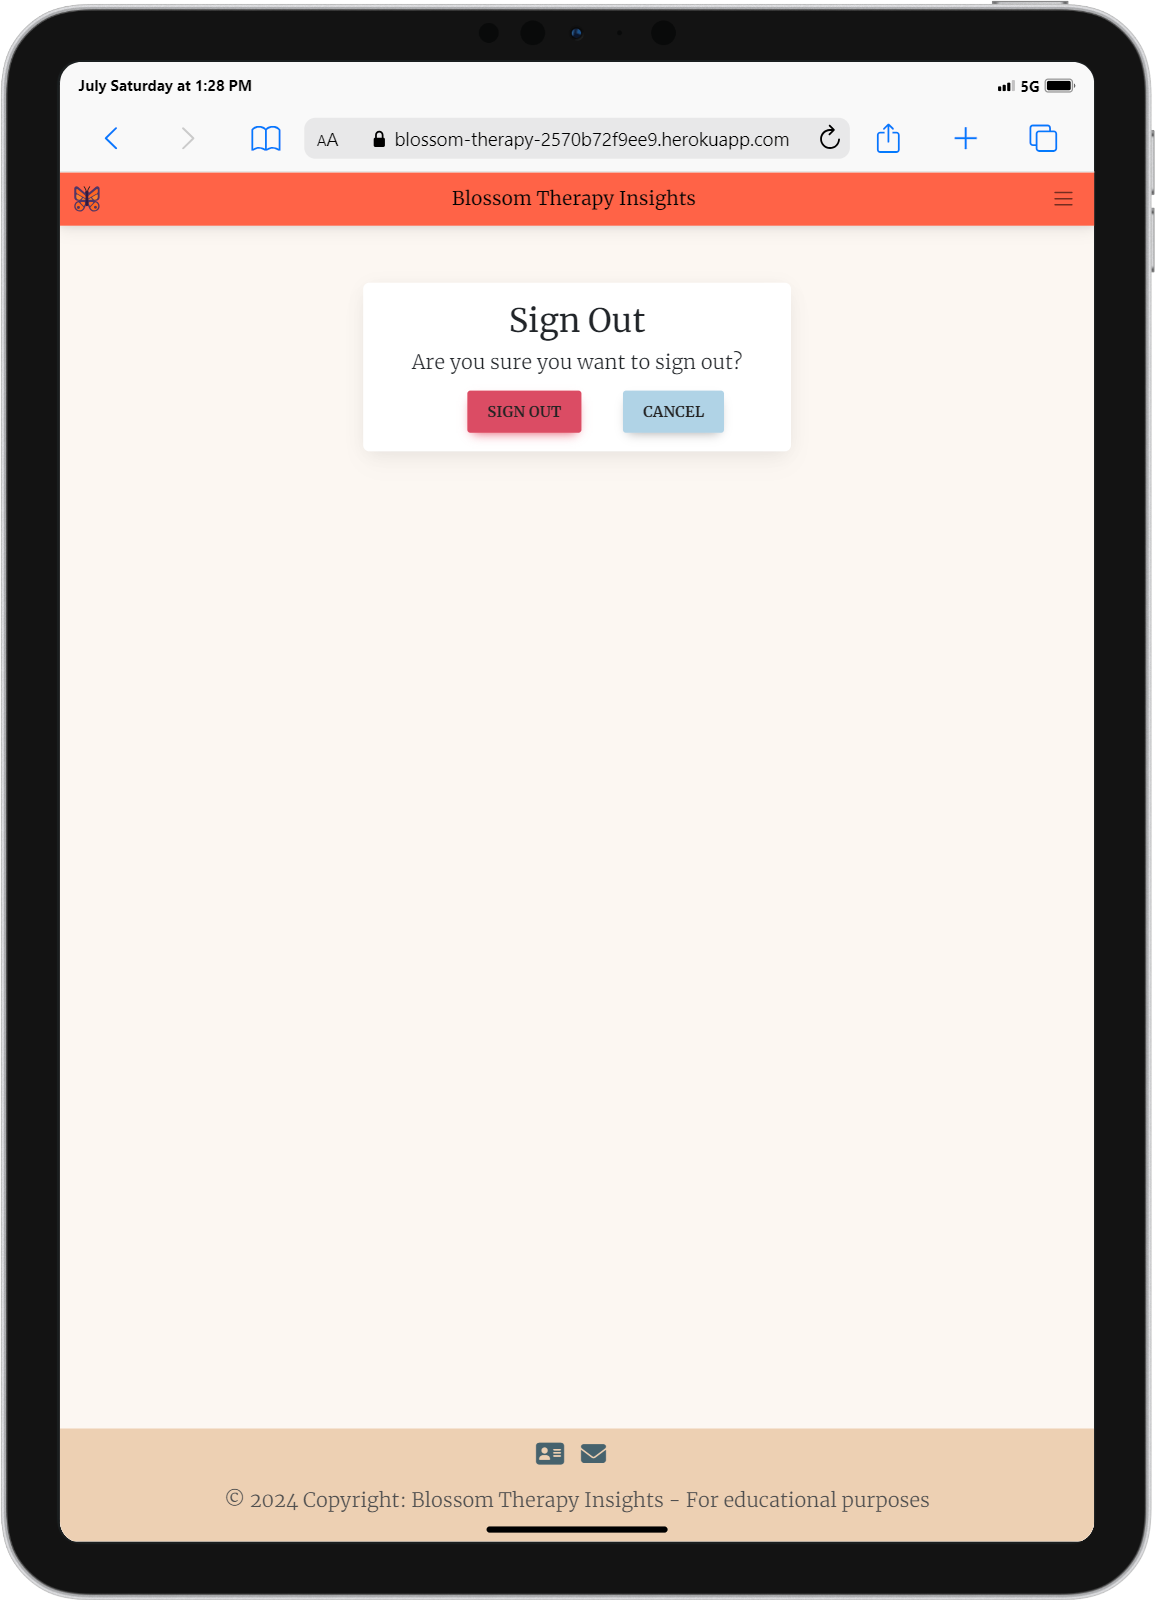 July Saturday at 1:28 PM
5G
AA
blossom-therapy-2570b72f9ee9.herokuapp.com
Blossom Therapy Insights
Sign Out
Are you sure you want to sign out?
SIGN OUT
CANCEL
© 2024 Copyright: Blossom Therapy Insights - For educational purposes